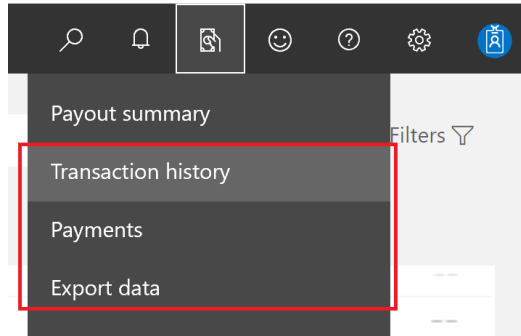 Payout summary
Filters
Transaction history
Payments
Export data